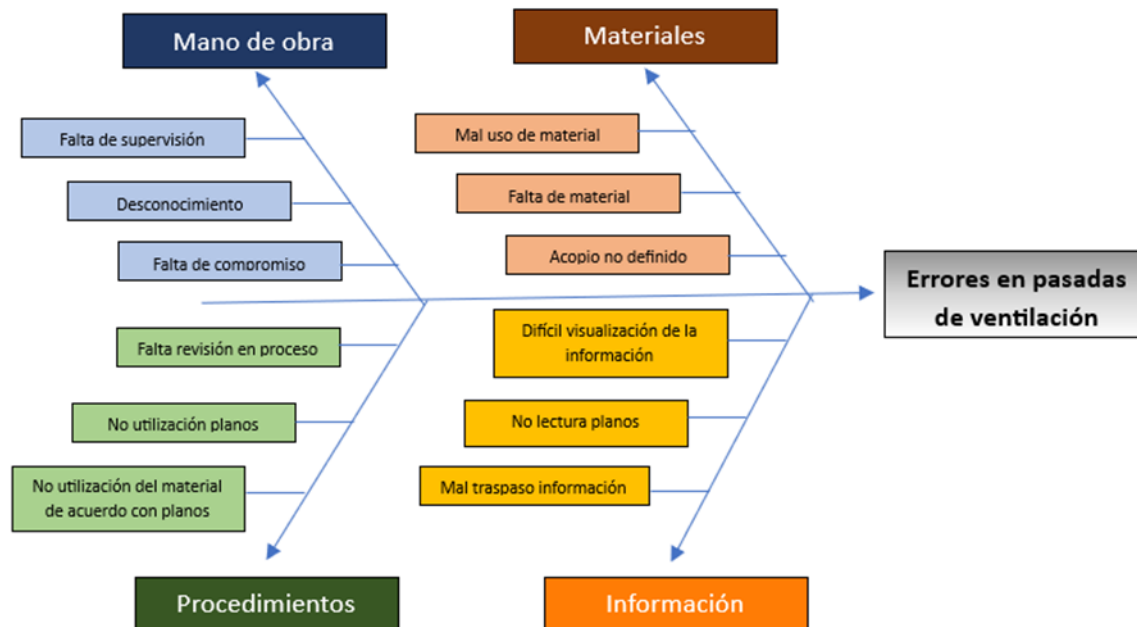 Mano de obra
Materiales
Falta de supervisión
Desconocimiento
Falta de compromiso
Mal uso de material
Falta de material
Acopio no definido
Errores en pasadas
de ventilación
Falta revisión en proceso
No utilización planos
No utilización del material
de acuerdo con planos
Difícil visualización de la
información
No lectura planos
Mal traspaso información
Procedimientos
Información